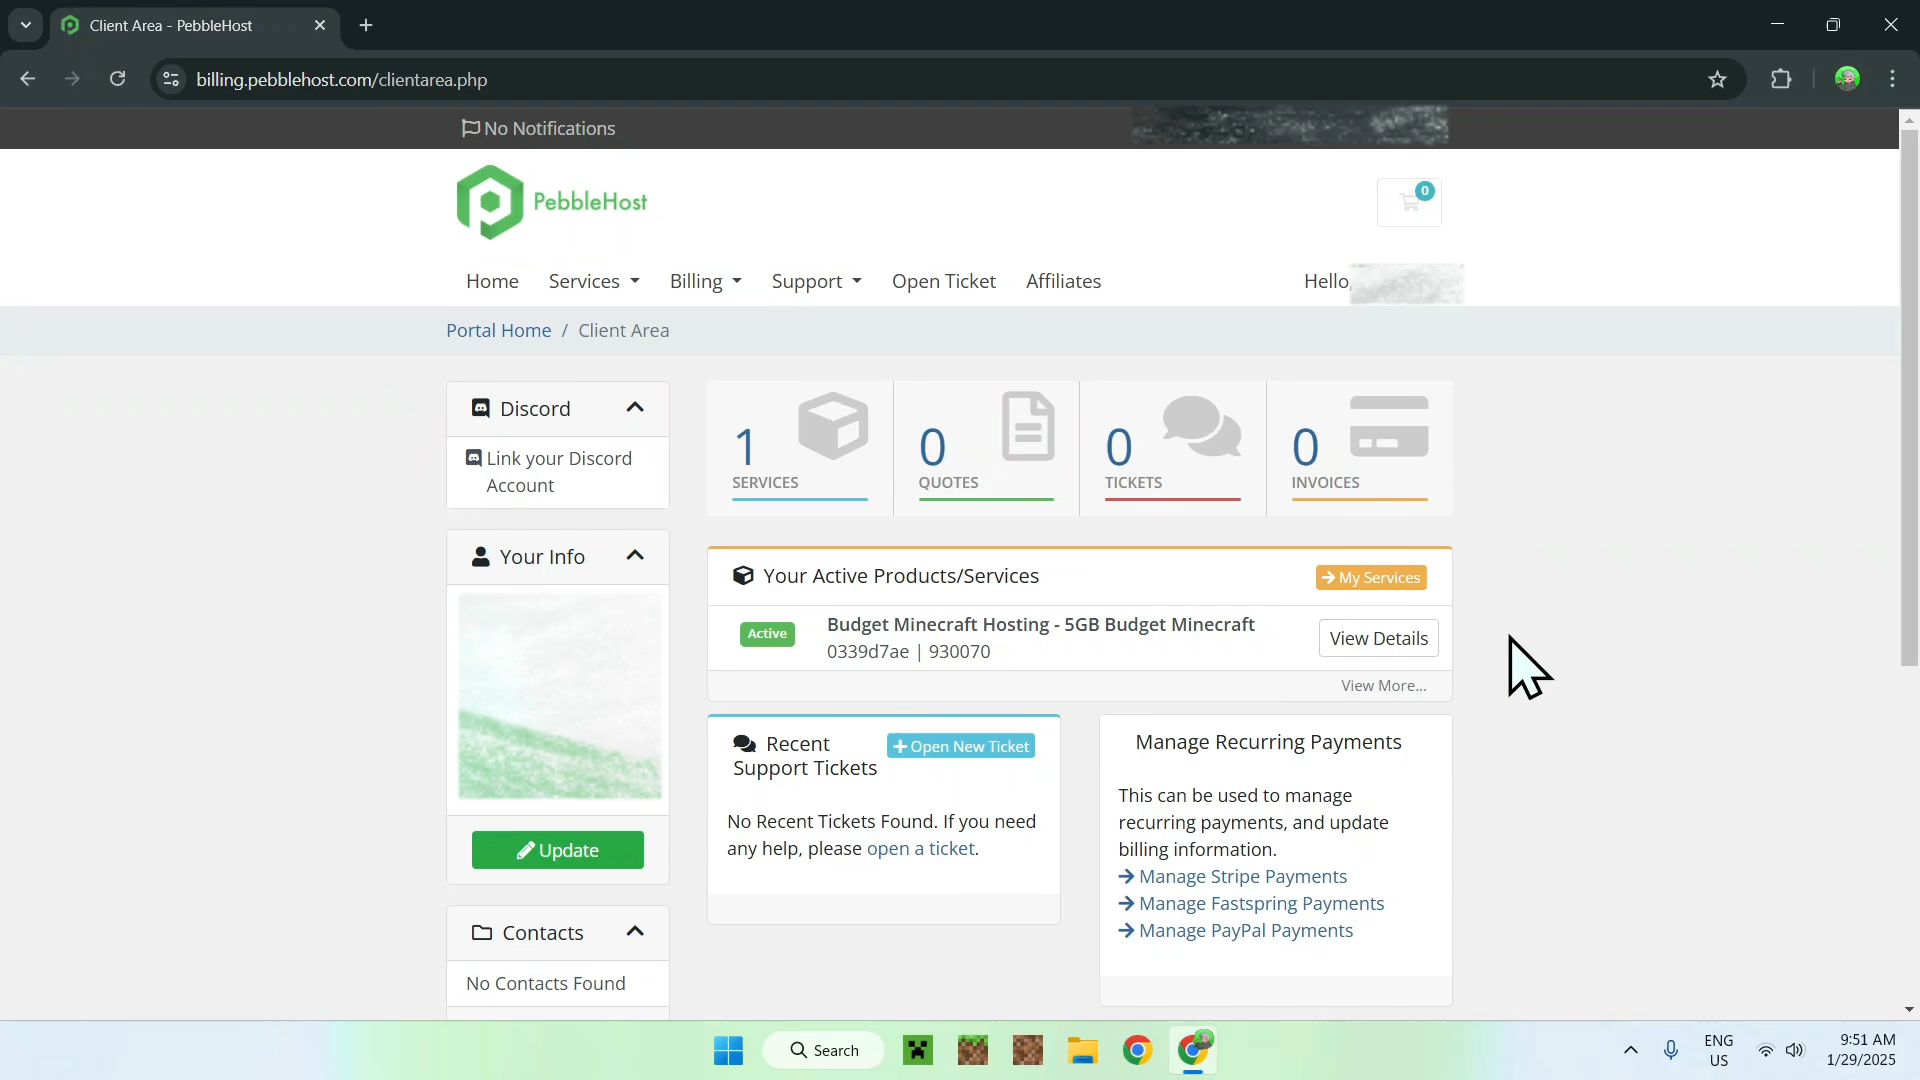 Client Area - PebbleHost
billing.pebblehost.com/clientarea.php
No Notifications
PebbleHost
0
Home Services Billing Support Open Ticket Affiliates Hello,
Portal Home / Client Area
Discord
Link your Discord
Account
1
SERVICES
0
QUOTES
0
TICKETS
0
INVOICES
Your Info
Update
Contacts
No Contacts Found
Your Active Products/Services
My Services
Active
Budget Minecraft Hosting - 5GB Budget Minecraft
0339d7ae | 930070
View Details
View More...
Recent
Support Tickets
Open New Ticket
No Recent Tickets Found. If you need
any help, please open a ticket.
Manage Recurring Payments
This can be used to manage
recurring payments, and update
billing information.
Manage Stripe Payments
Manage Fastspring Payments
Manage PayPal Payments
Search
ENG
US
9:51 AM
1/29/2025